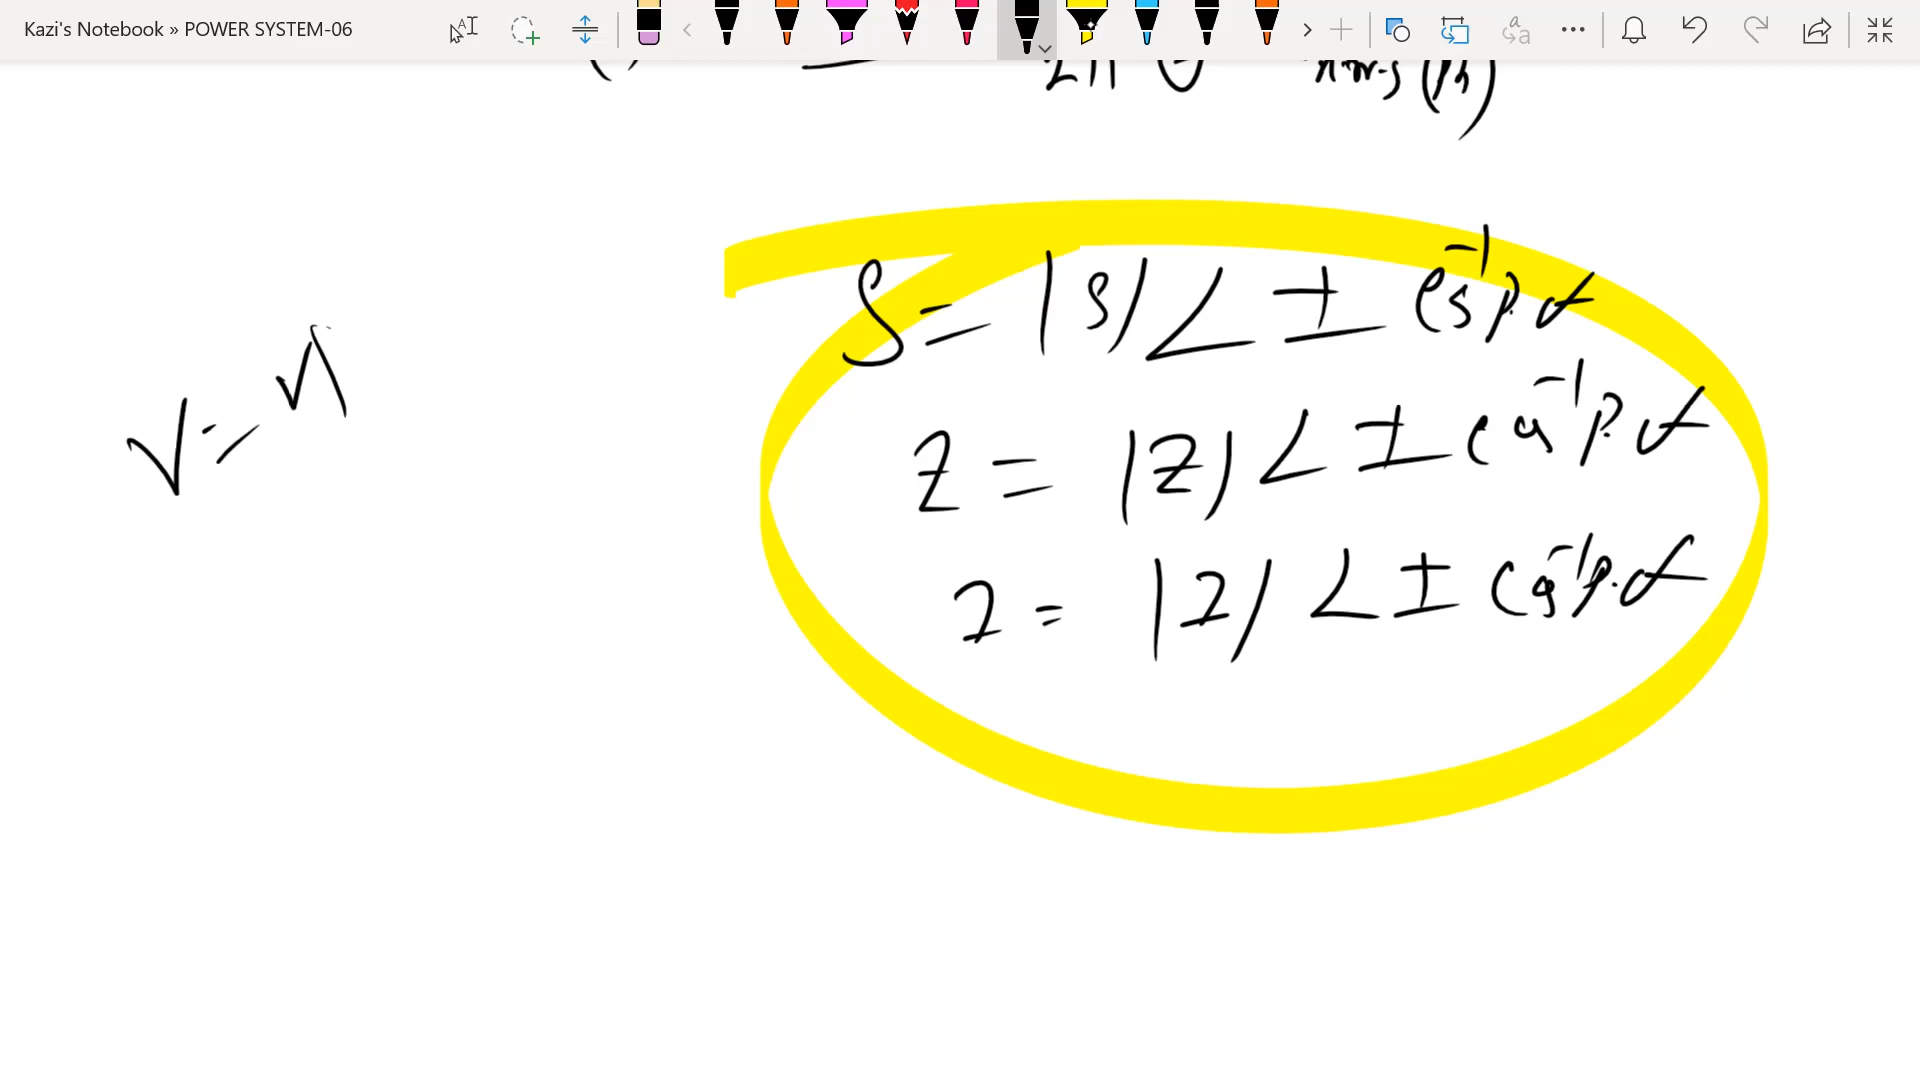 Kazi's Notebook » POWER SYSTEM-06
S = |S| ∠ ± cos⁻¹ p.f
Z = |Z| ∠ ± cos⁻¹ p.f
I = |I| ∠ ± cos⁻¹ p.f
V =